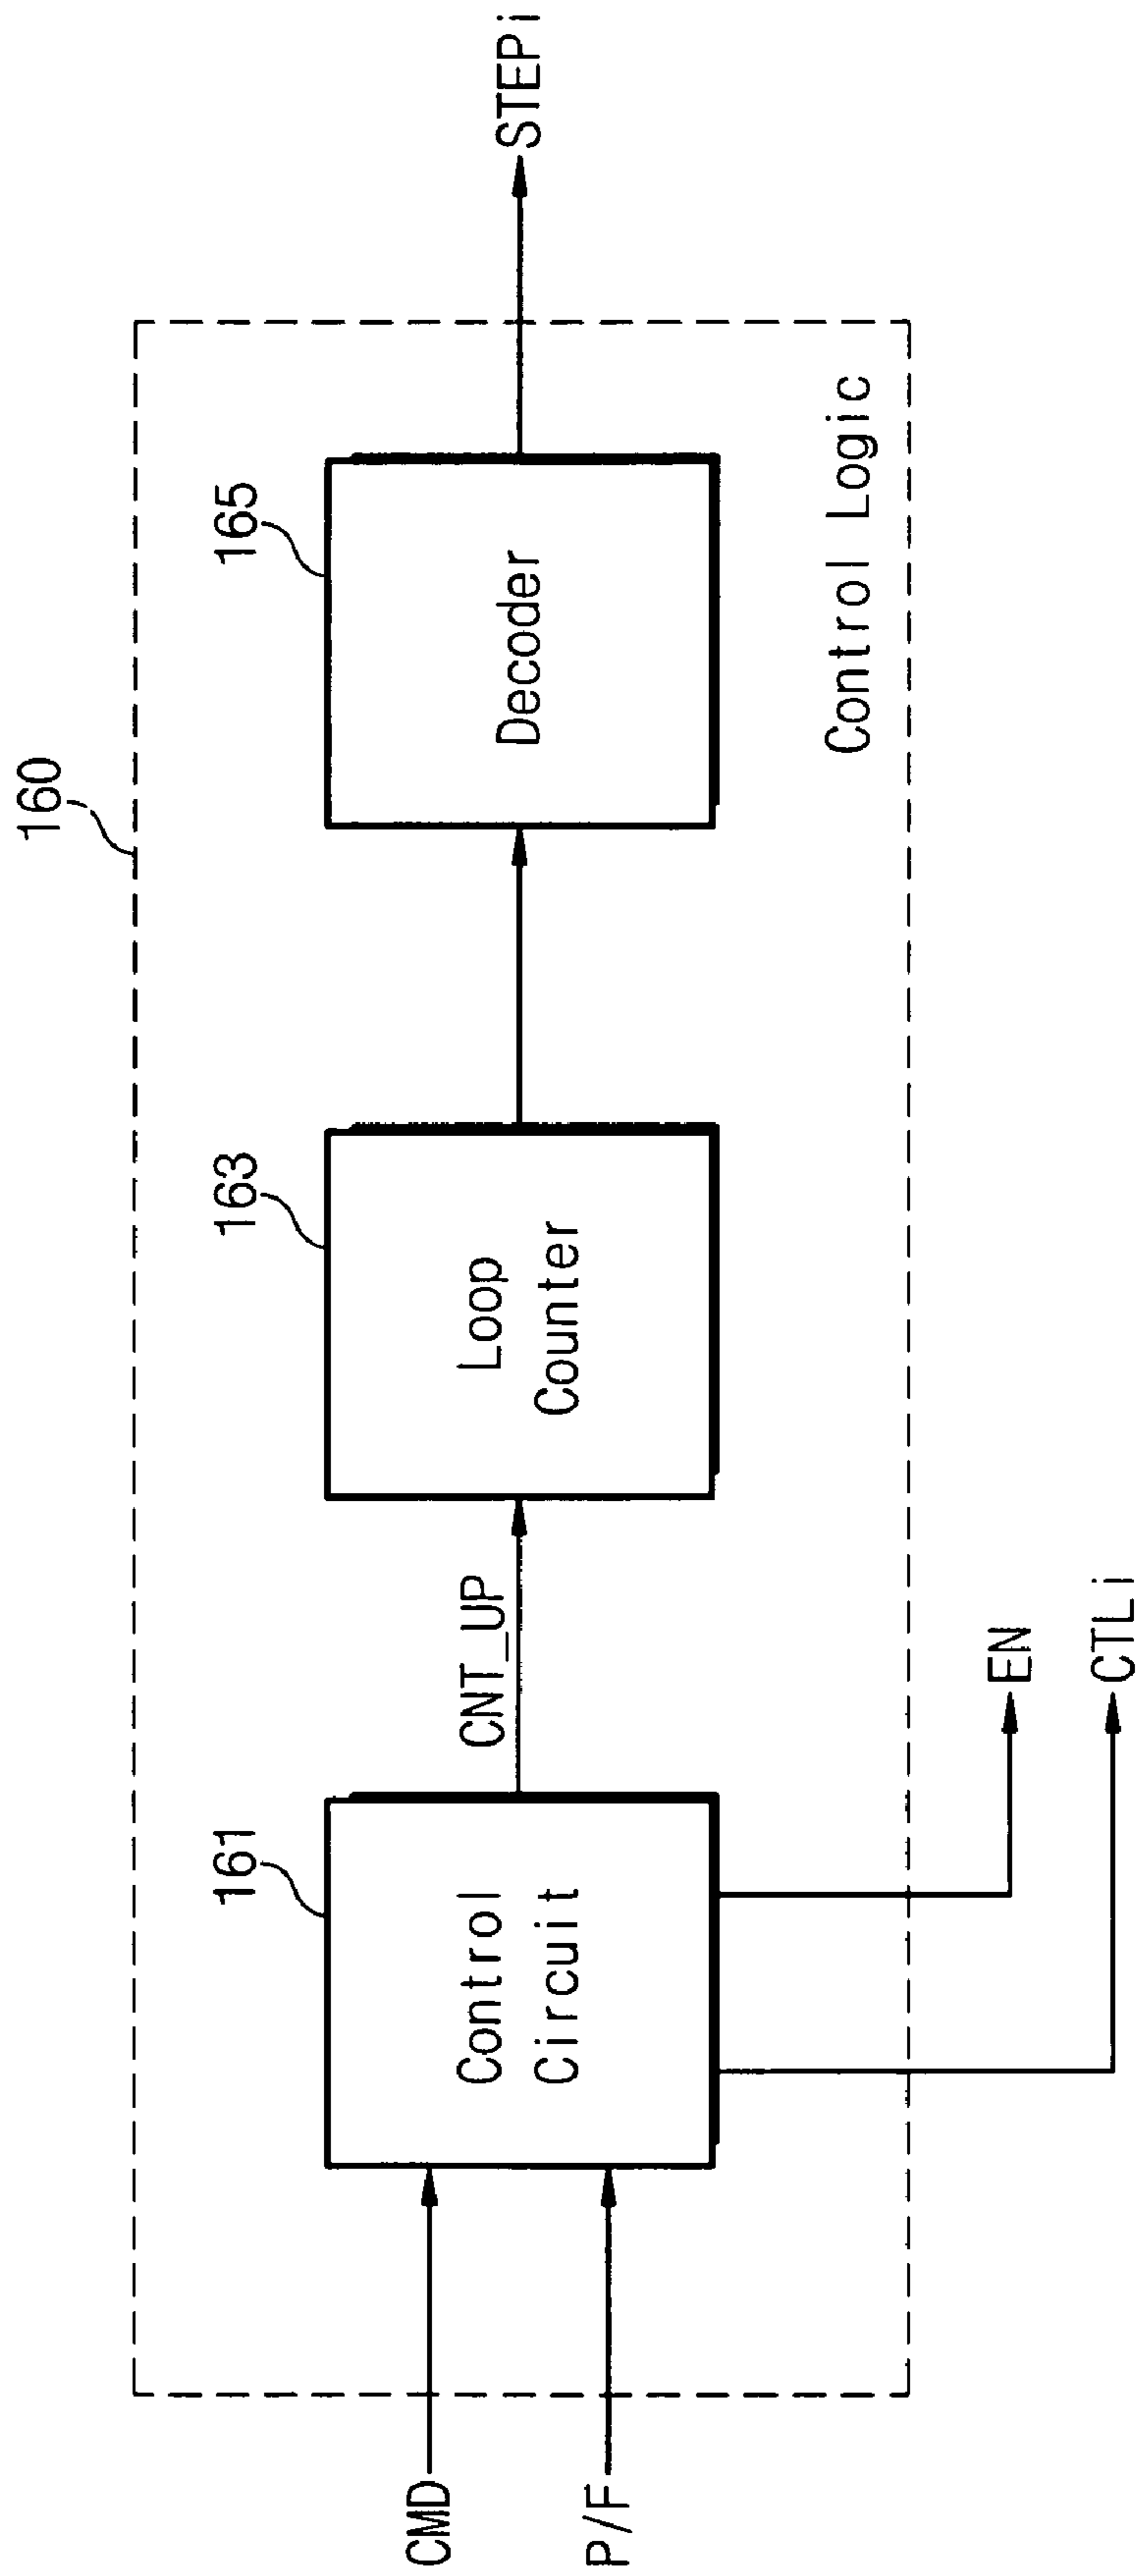 160
161
163
165
CMD
P/F
Control
Circuit
CNT_UP
Loop
Counter
Decoder
STEPi
Control Logic
EN
CTLi